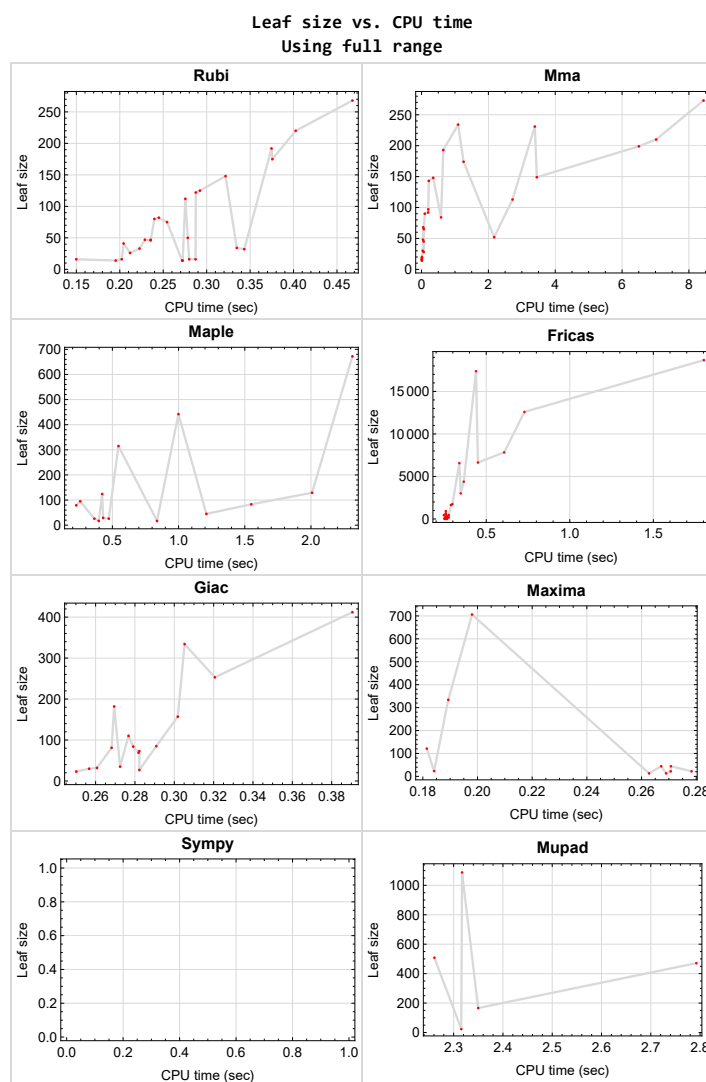 Leaf size vs. CPU time
Using full range
Rubi
Leaf size
250
200
150
100
50
0
0.15 0.20 0.25 0.30 0.35 0.40 0.45
CPU time (sec)
Mma
Leaf size
250
200
150
100
50
0
0 2 4 6 8
CPU time (sec)
Maple
Leaf size
700
600
500
400
300
200
100
0
0.5 1.0 1.5 2.0
CPU time (sec)
Fricas
Leaf size
15000
10000
5000
0
0.5 1.0 1.5
CPU time (sec)
Giac
Leaf size
400
300
200
100
0
0.26 0.28 0.30 0.32 0.34 0.36 0.38
CPU time (sec)
Maxima
Leaf size
700
600
500
400
300
200
100
0
0.18 0.20 0.22 0.24 0.26 0.28
CPU time (sec)
Sympy
Leaf size
1.0
0.8
0.6
0.4
0.2
0.0
0.0 0.2 0.4 0.6 0.8 1.0
CPU time (sec)
Mupad
Leaf size
1000
800
600
400
200
0
2.3 2.4 2.5 2.6 2.7 2.8
CPU time (sec)